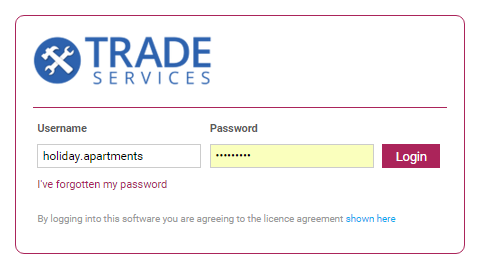 TRADE
SERVICES
Username Password
holiday.apartments ••••••••• Login
I've forgotten my password
By logging into this software you are agreeing to the licence agreement shown here